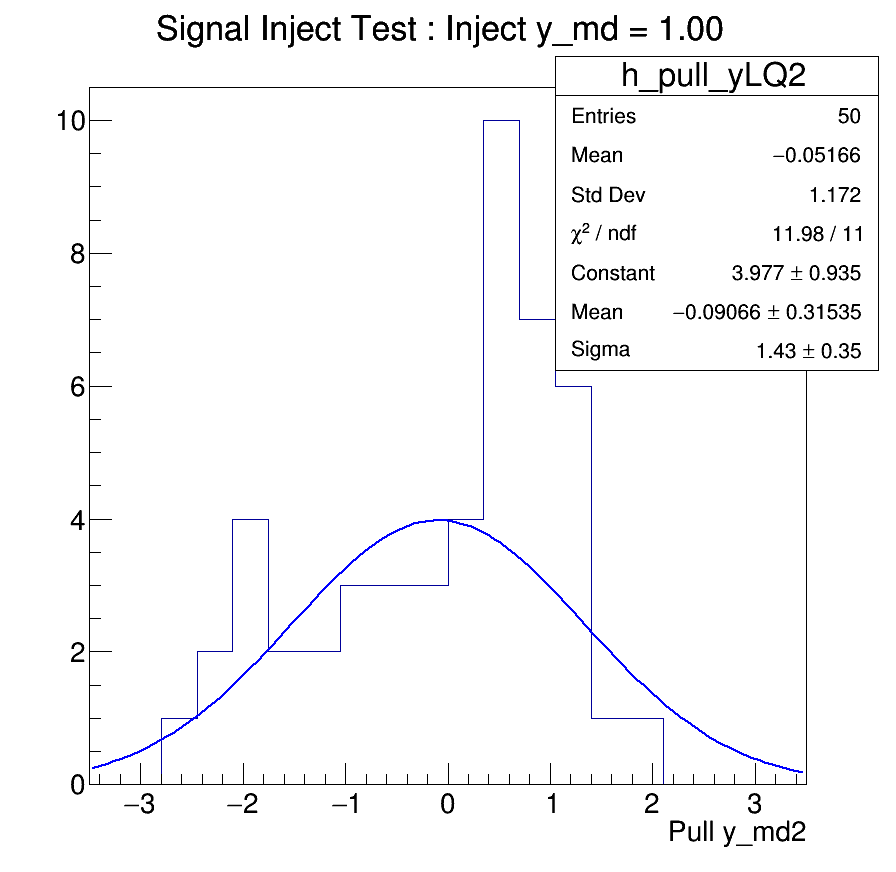 Signal Inject Test : Inject y_md = 1.00
h_pull_yLQ2
Entries 50
Mean −0.05166
Std Dev 1.172
χ² / ndf 11.98 / 11
Constant 3.977 ± 0.935
Mean −0.09066 ± 0.31535
Sigma 1.43 ± 0.35
10
8
6
4
2
0
−3 −2 −1 0 1 2 3
Pull y_md2